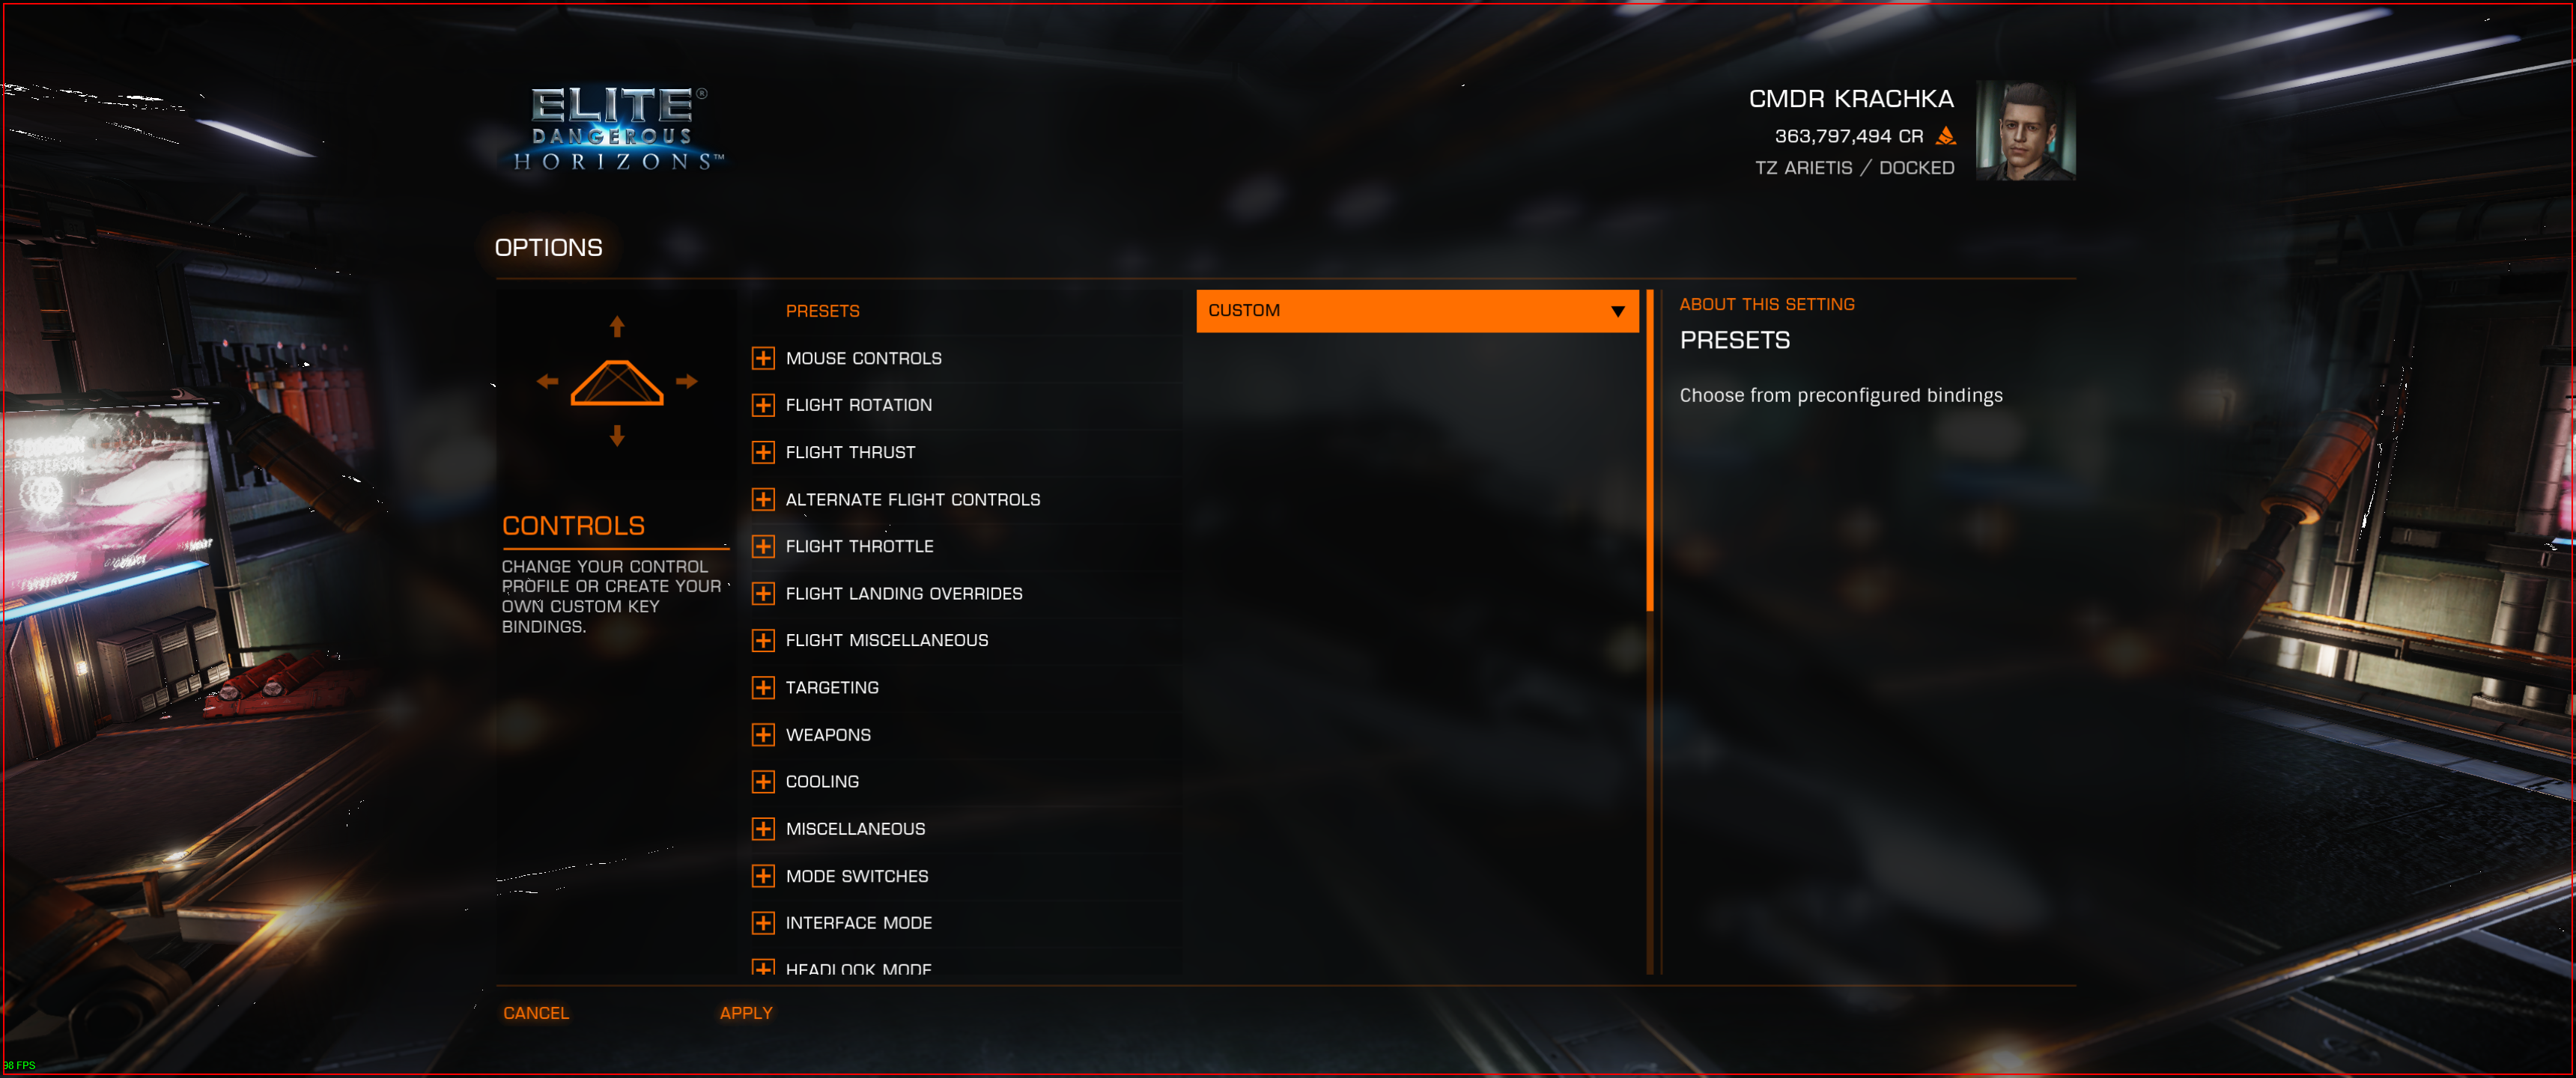 ELITE®
DANGEROUS
HORIZONS™
CMDR KRACHKA
363,797,494 CR
TZ ARIETIS / DOCKED
OPTIONS
CONTROLS
CHANGE YOUR CONTROL
PROFILE OR CREATE YOUR
OWN CUSTOM KEY
BINDINGS.
PRESETS
CUSTOM
MOUSE CONTROLS
FLIGHT ROTATION
FLIGHT THRUST
ALTERNATE FLIGHT CONTROLS
FLIGHT THROTTLE
FLIGHT LANDING OVERRIDES
FLIGHT MISCELLANEOUS
TARGETING
WEAPONS
COOLING
MISCELLANEOUS
MODE SWITCHES
INTERFACE MODE
HEADLOOK MODE
ABOUT THIS SETTING
PRESETS
Choose from preconfigured bindings
CANCEL
APPLY
98 FPS